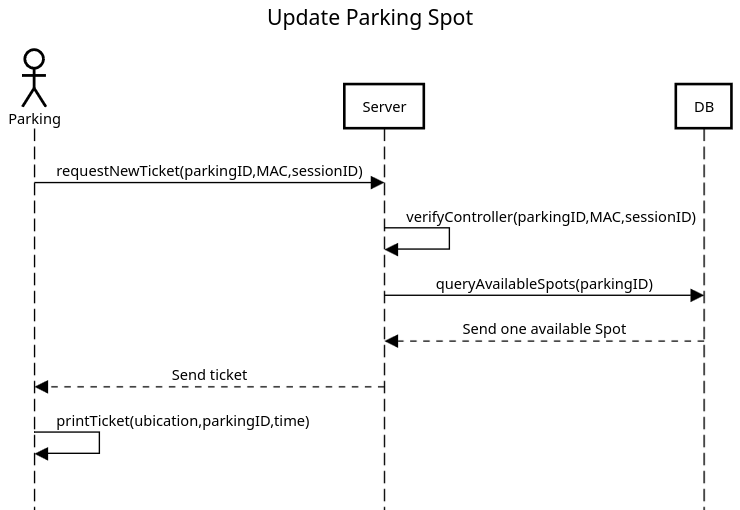 Update Parking Spot
Parking
Server
DB
requestNewTicket(parkingID,MAC,sessionID)
verifyController(parkingID,MAC,sessionID)
queryAvailableSpots(parkingID)
Send one available Spot
Send ticket
printTicket(ubication,parkingID,time)